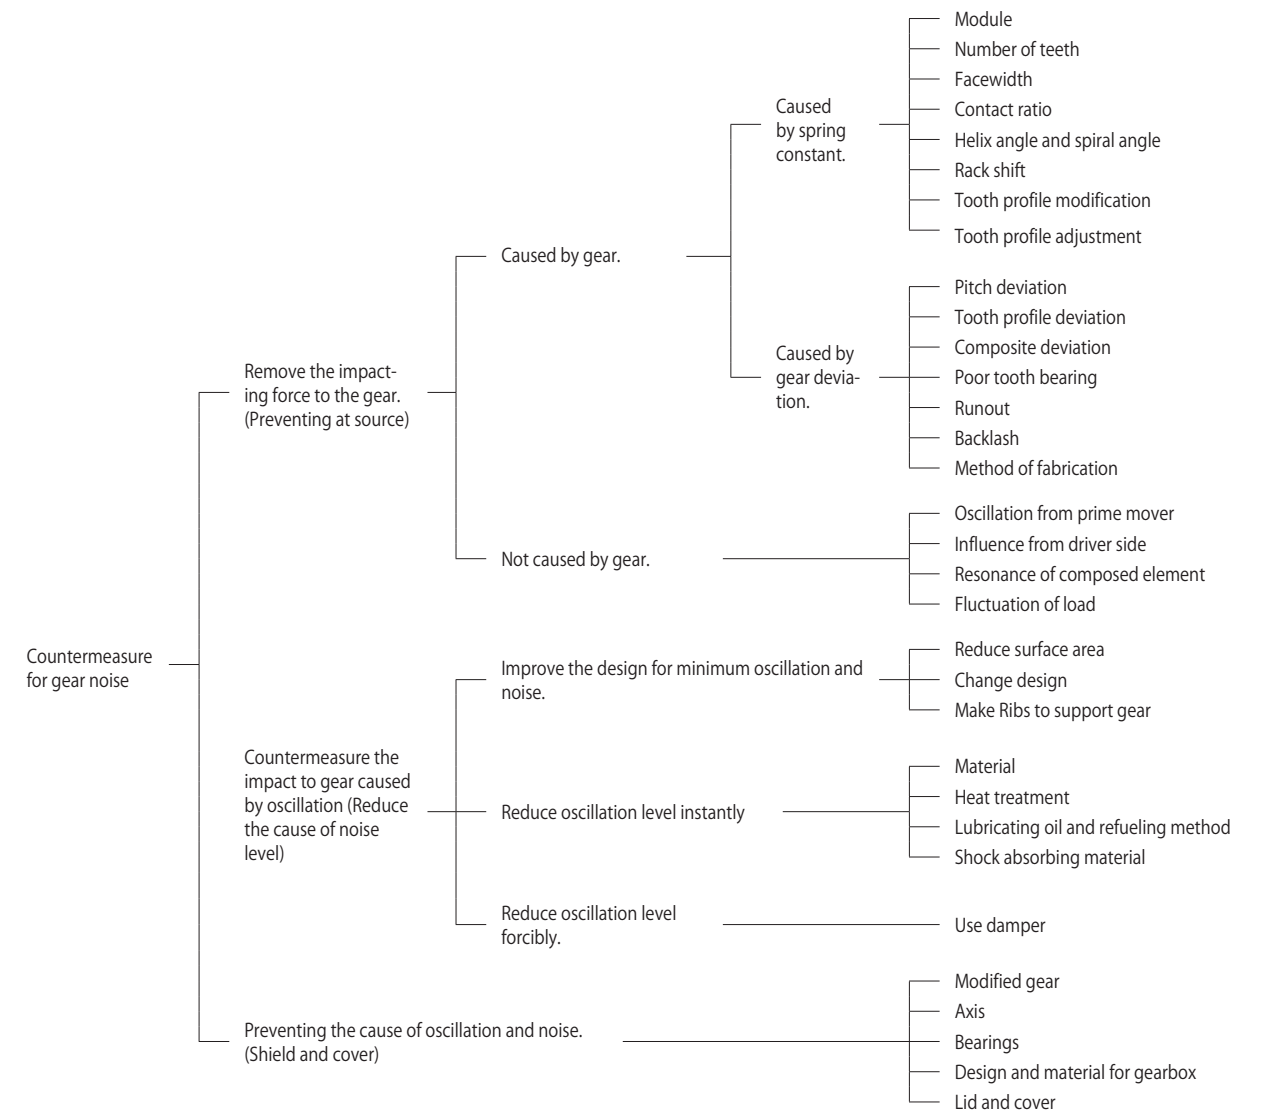 Countermeasure
for gear noise
Remove the impact-
ing force to the gear.
(Preventing at source)
Caused by gear.
Caused
by spring
constant.
Module
Number of teeth
Facewidth
Contact ratio
Helix angle and spiral angle
Rack shift
Tooth profile modification
Tooth profile adjustment
Caused by
gear devia-
tion.
Pitch deviation
Tooth profile deviation
Composite deviation
Poor tooth bearing
Runout
Backlash
Method of fabrication
Not caused by gear.
Oscillation from prime mover
Influence from driver side
Resonance of composed element
Fluctuation of load
Countermeasure the
impact to gear caused
by oscillation (Reduce
the cause of noise
level)
Improve the design for minimum oscillation and
noise.
Reduce surface area
Change design
Make Ribs to support gear
Reduce oscillation level instantly
Material
Heat treatment
Lubricating oil and refueling method
Shock absorbing material
Reduce oscillation level
forcibly.
Use damper
Preventing the cause of oscillation and noise.
(Shield and cover)
Modified gear
Axis
Bearings
Design and material for gearbox
Lid and cover